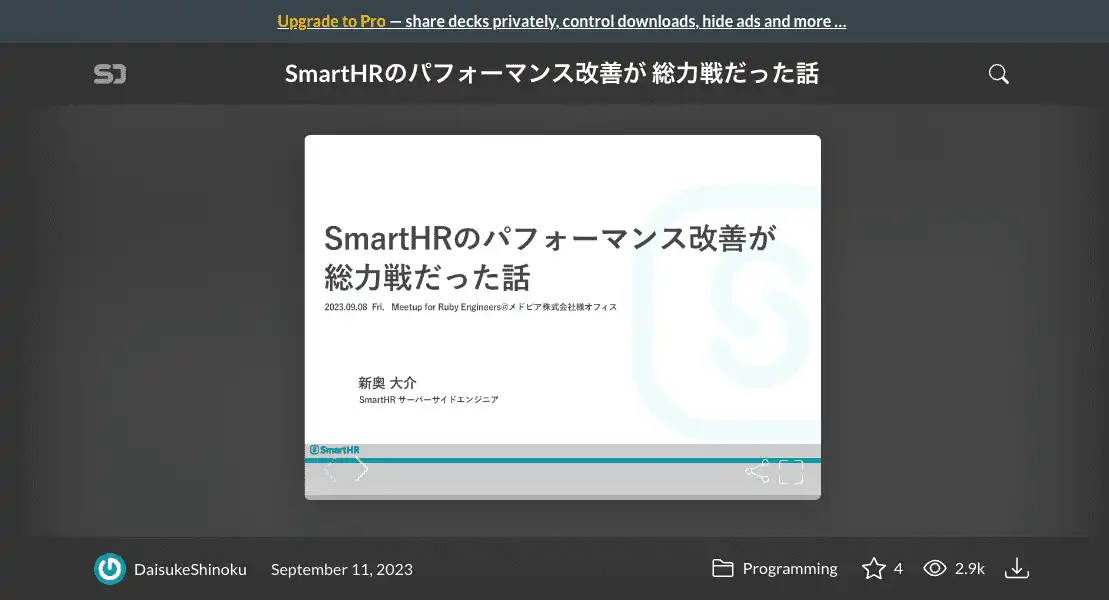 Upgrade to Pro — share decks privately, control downloads, hide ads and more …
SmartHRのパフォーマンス改善が 総力戦だった話
SmartHRのパフォーマンス改善が
総力戦だった話
2023.09.08 Fri. Meetup for Ruby Engineers@メドピア株式会社様オフィス
新奥 大介
SmartHR サーバーサイドエンジニア
SmartHR
DaisukeShinoku
September 11, 2023
Programming
4
2.9k